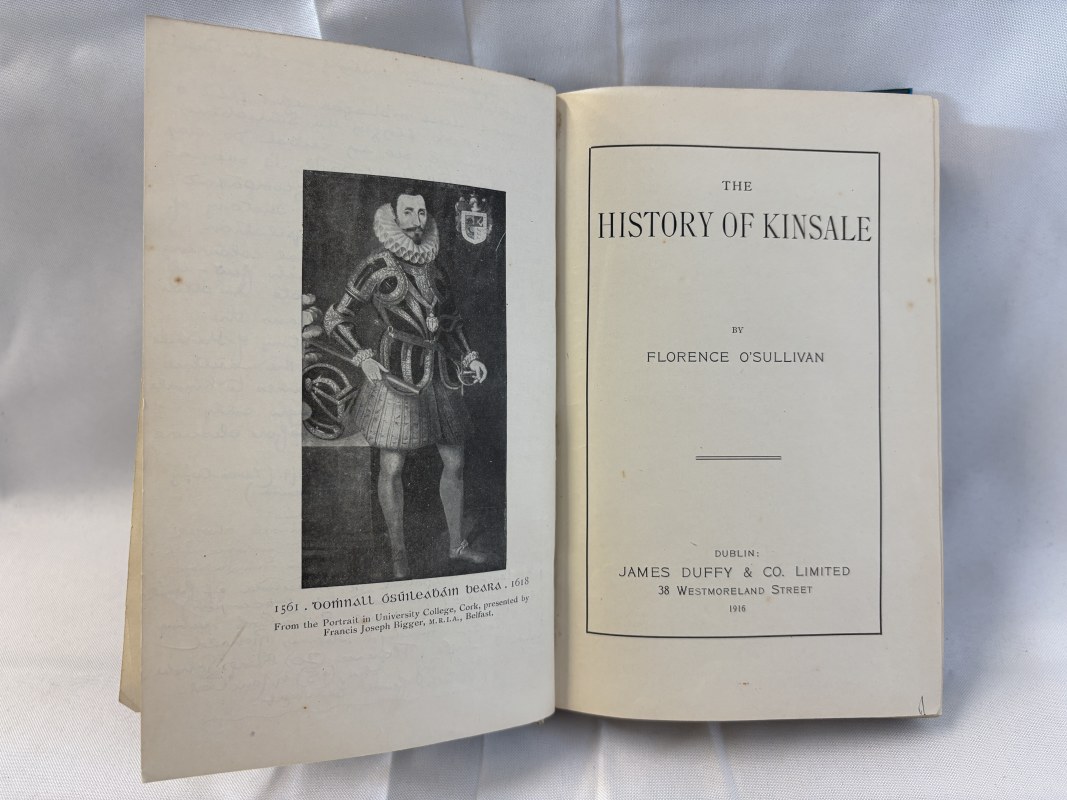 1561 . Domnall Ósúileabáin beara . 1618
From the Portrait in University College, Cork, presented by
Francis Joseph Bigger, M.R.I.A., Belfast.
THE
HISTORY OF KINSALE
BY
FLORENCE O'SULLIVAN
DUBLIN:
JAMES DUFFY & CO. LIMITED
38 WESTMORELAND STREET
1916